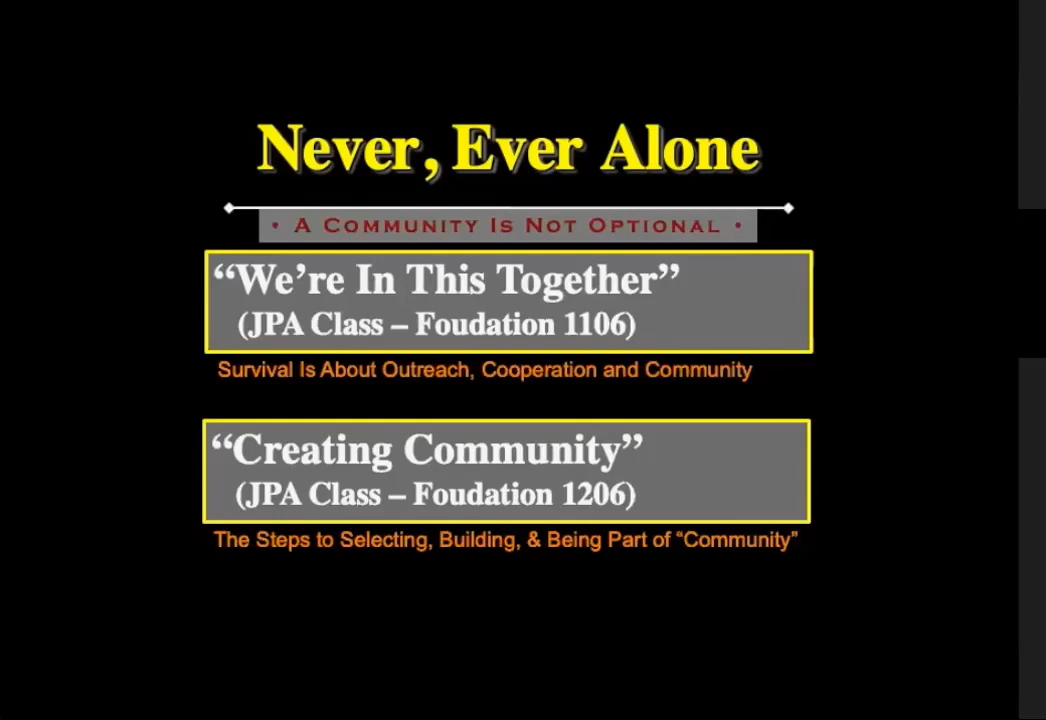 Never, Ever Alone
• A Community Is Not Optional •
“We’re In This Together”
(JPA Class – Foudation 1106)
Survival Is About Outreach, Cooperation and Community
“Creating Community”
(JPA Class – Foudation 1206)
The Steps to Selecting, Building, & Being Part of “Community”